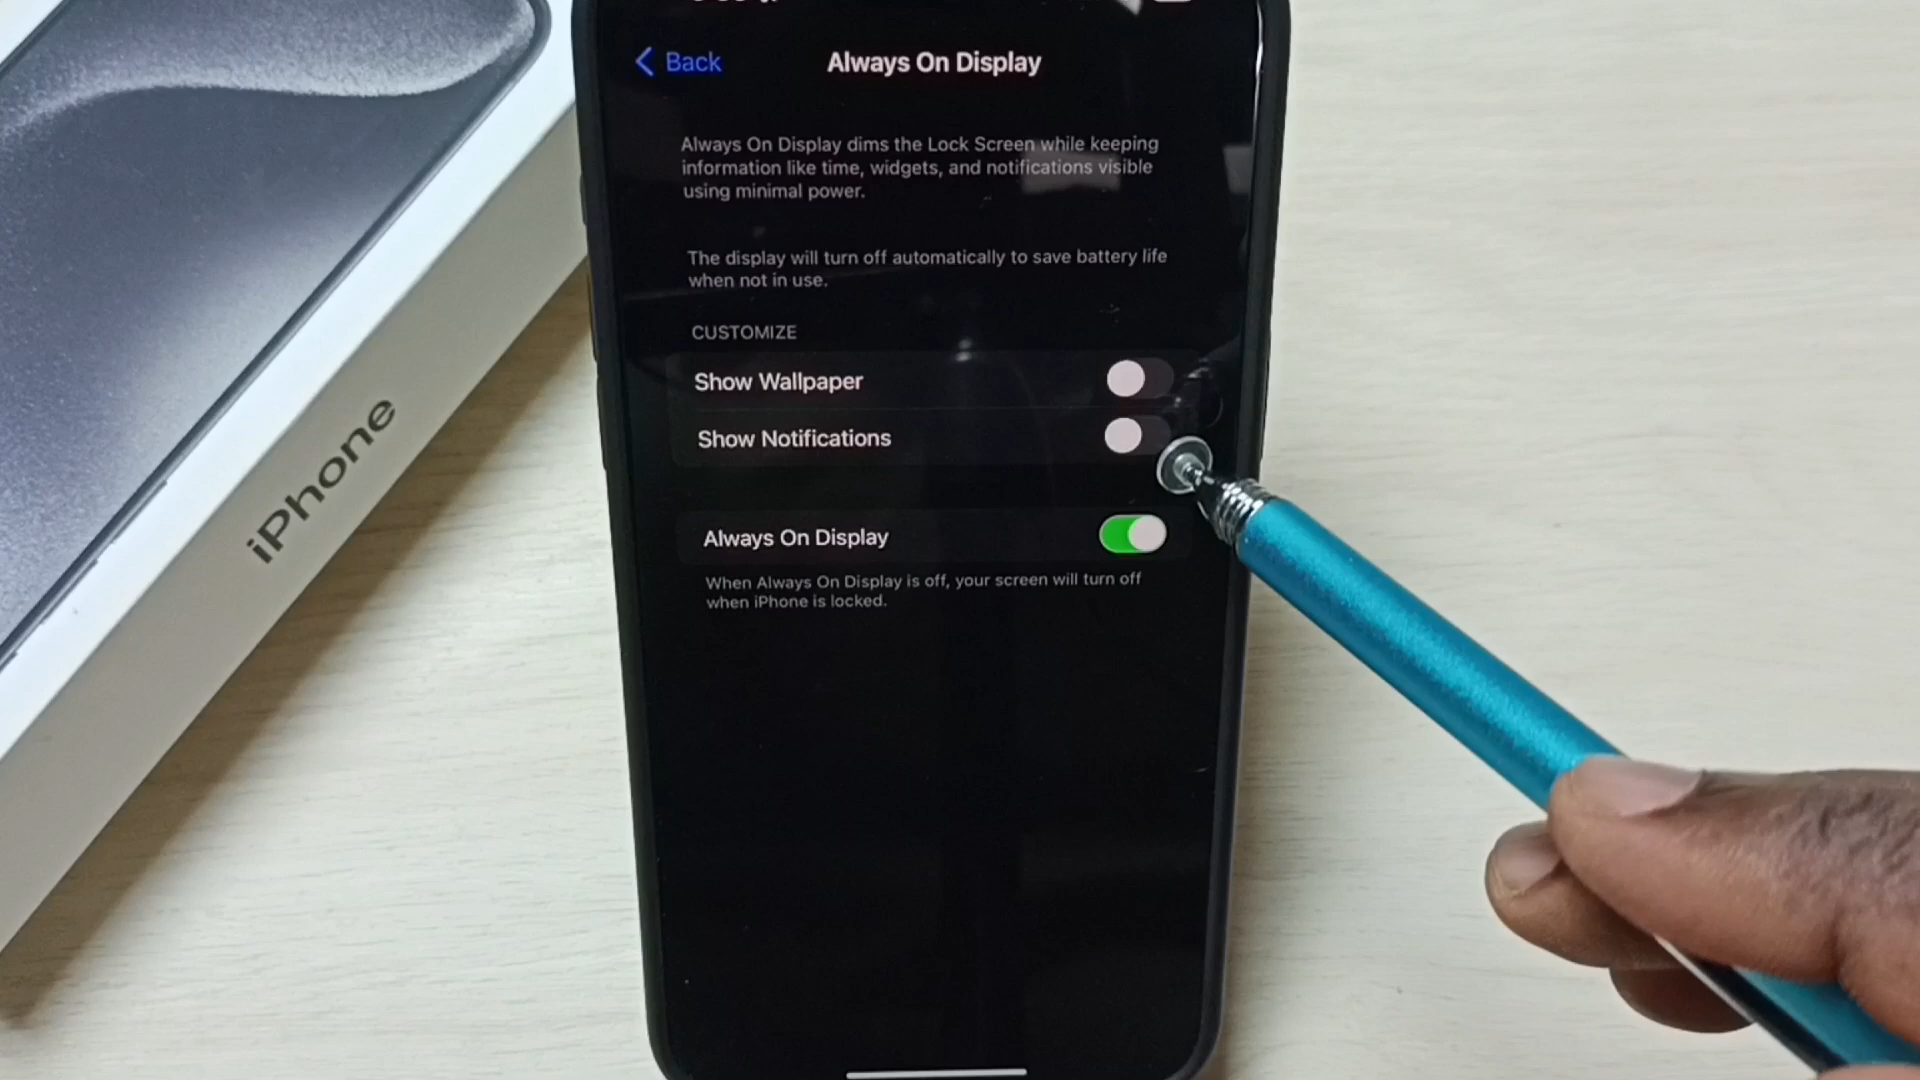 Back
Always On Display
Always On Display dims the Lock Screen while keeping
information like time, widgets, and notifications visible
using minimal power.
The display will turn off automatically to save battery life
when not in use.
CUSTOMIZE
Show Wallpaper
Show Notifications
Always On Display
When Always On Display is off, your screen will turn off
when iPhone is locked.
iPhone